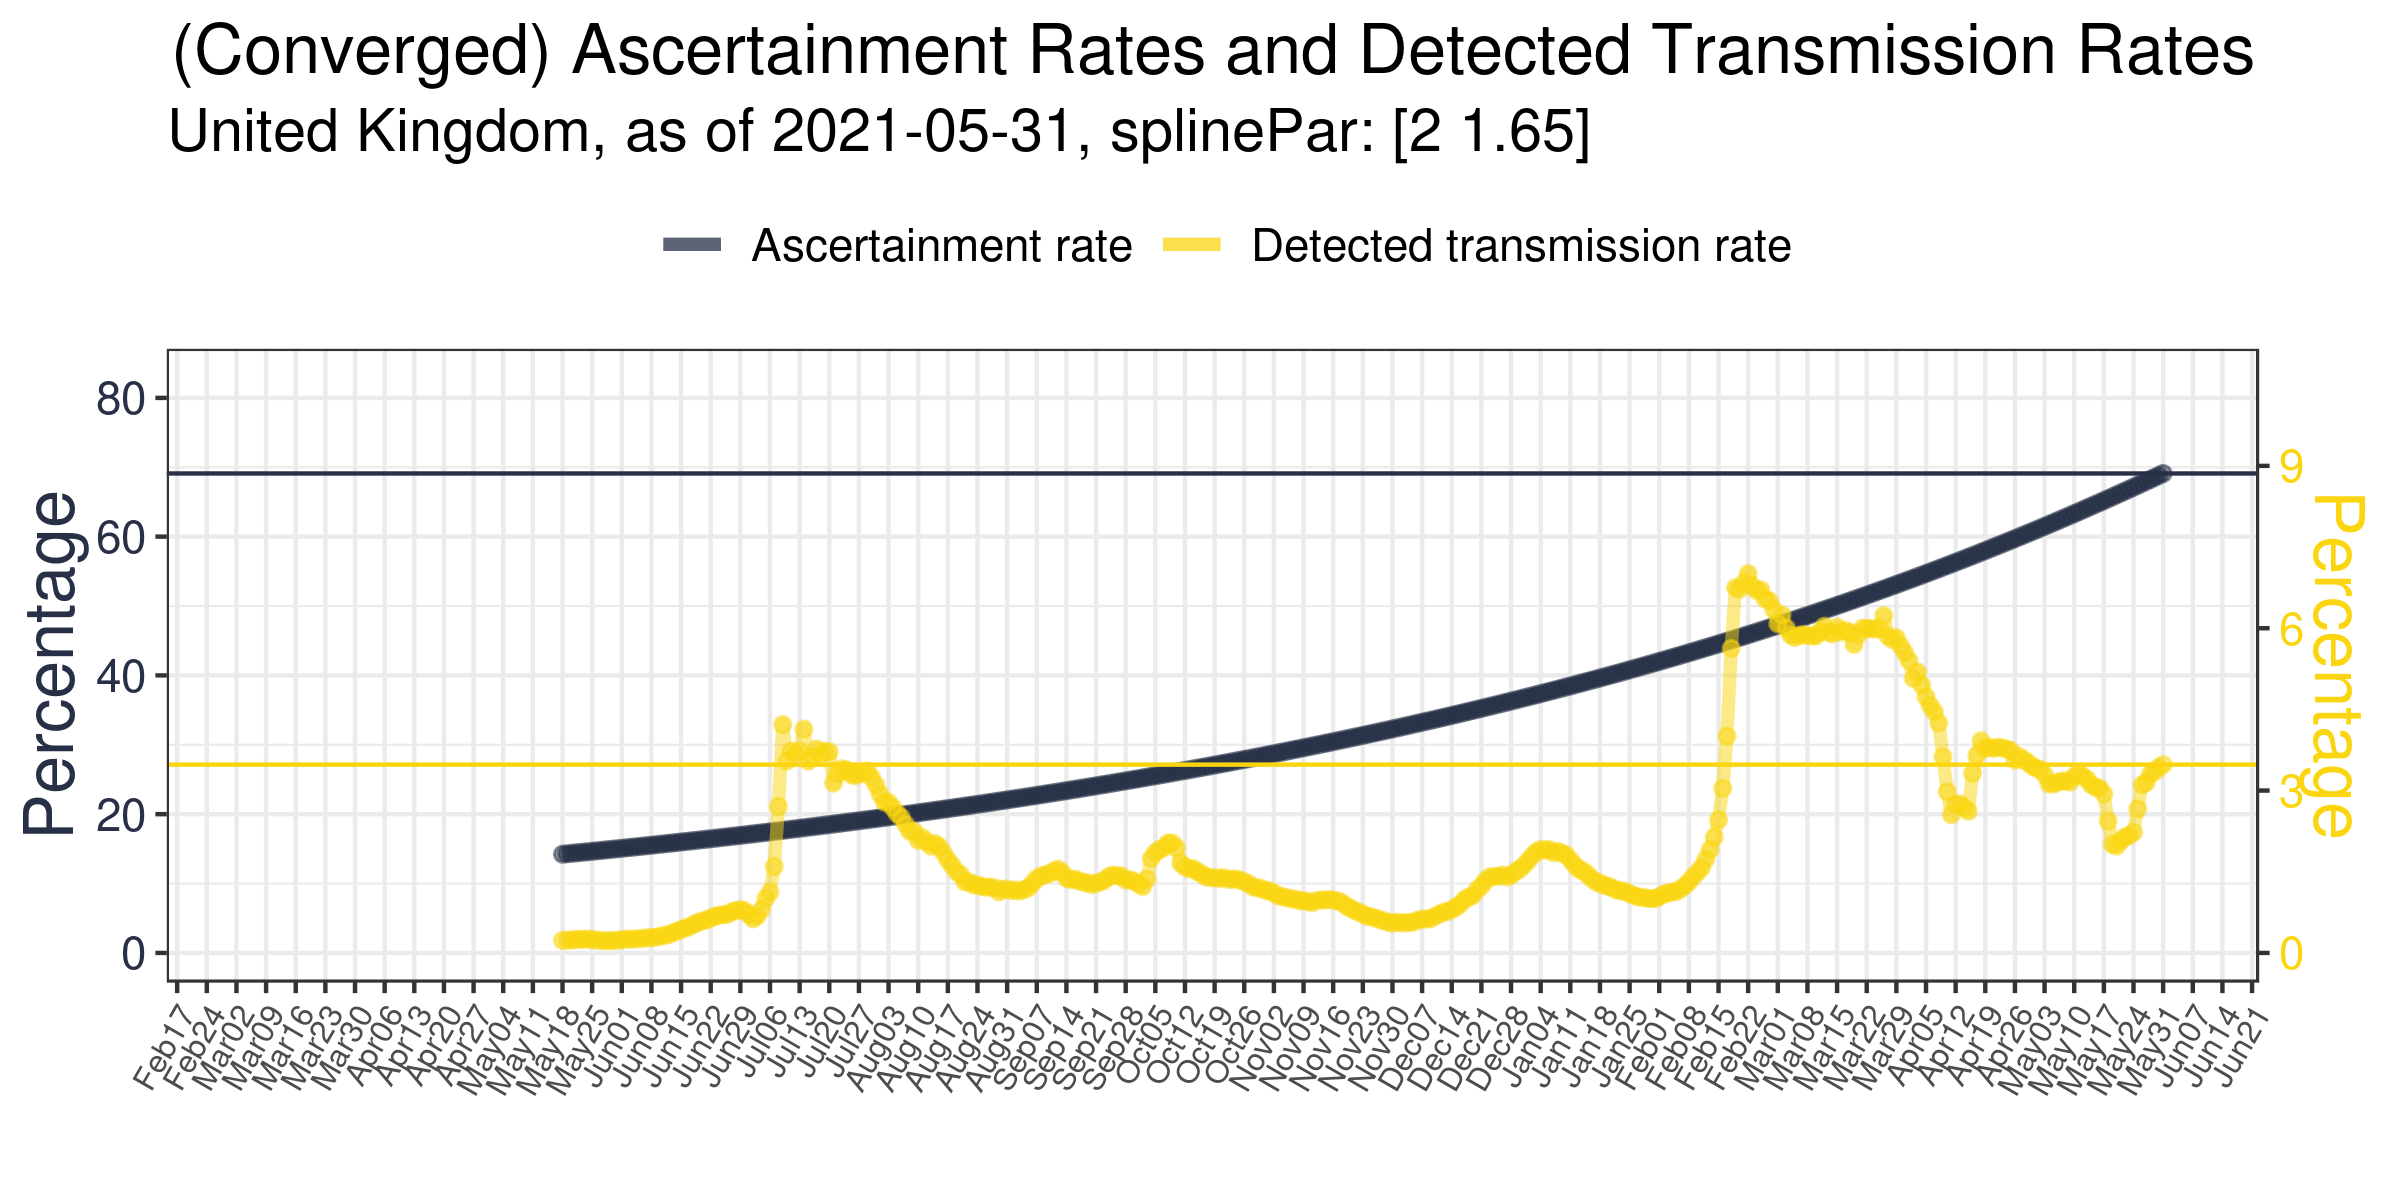 (Converged) Ascertainment Rates and Detected Transmission Rates
United Kingdom, as of 2021-05-31, splinePar: [2 1.65]
Ascertainment rate Detected transmission rate
Percentage
80
60
40
20
0
9
6
3
0
Percentage
Feb17 Feb24 Mar02 Mar09 Mar16 Mar23 Mar30 Apr06 Apr13 Apr20 Apr27 May04 May11 May18 May25 Jun01 Jun08 Jun15 Jun22 Jun29 Jul06 Jul13 Jul20 Jul27 Aug03 Aug10 Aug17 Aug24 Aug31 Sep07 Sep14 Sep21 Sep28 Oct05 Oct12 Oct19 Oct26 Nov02 Nov09 Nov16 Nov23 Nov30 Dec07 Dec14 Dec21 Dec28 Jan04 Jan11 Jan18 Jan25 Feb01 Feb08 Feb15 Feb22 Mar01 Mar08 Mar15 Mar22 Mar29 Apr05 Apr12 Apr19 Apr26 May03 May10 May17 May24 May31 Jun07 Jun14 Jun21